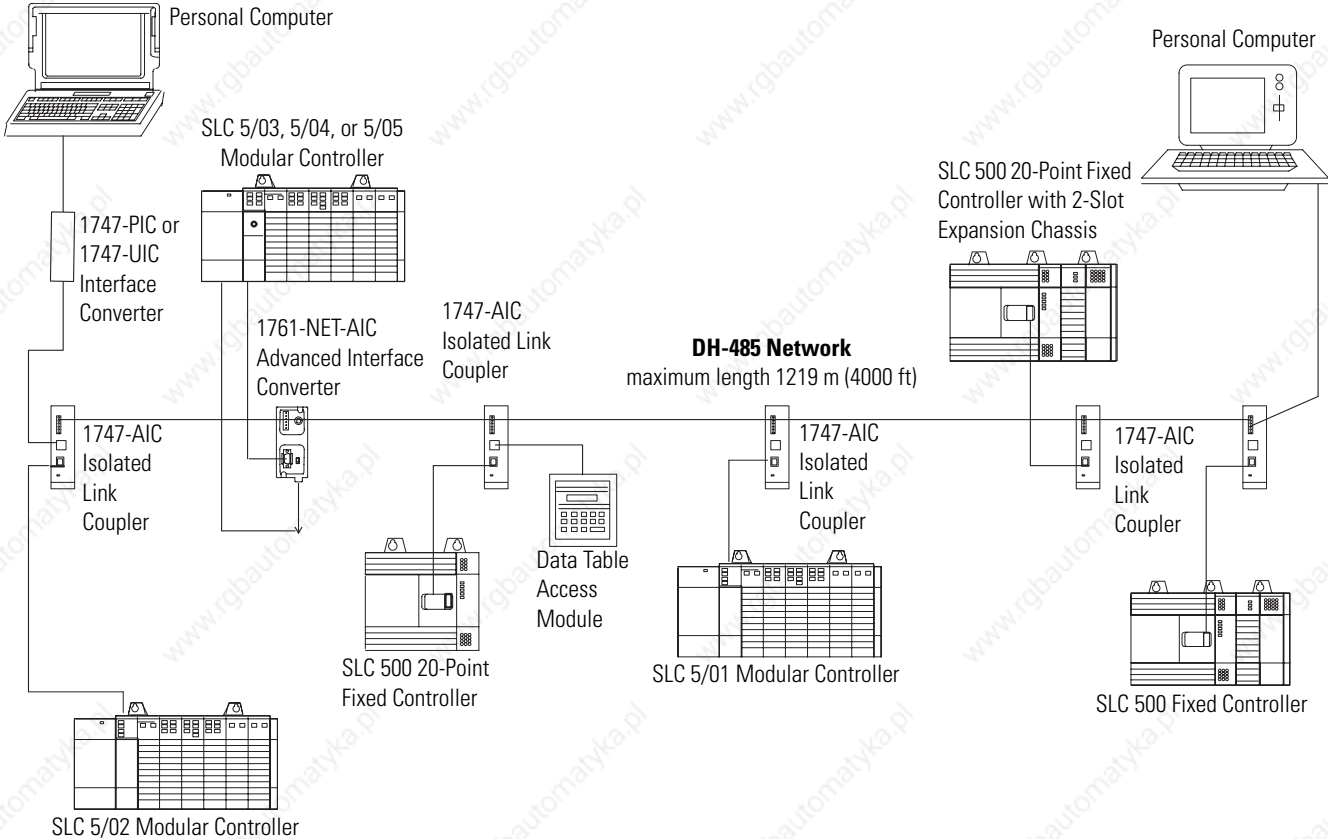 Personal Computer
Personal Computer
SLC 5/03, 5/04, or 5/05
Modular Controller
SLC 500 20-Point Fixed
Controller with 2-Slot
Expansion Chassis
1747-PIC or
1747-UIC
Interface
Converter
1761-NET-AIC
Advanced Interface
Converter
1747-AIC
Isolated Link
Coupler
DH-485 Network
maximum length 1219 m (4000 ft)
1747-AIC
Isolated
Link
Coupler
1747-AIC
Isolated
Link
Coupler
1747-AIC
Isolated
Link
Coupler
Data Table
Access
Module
SLC 500 20-Point
Fixed Controller
SLC 5/01 Modular Controller
SLC 500 Fixed Controller
SLC 5/02 Modular Controller
www.rgbautomatyka.pl